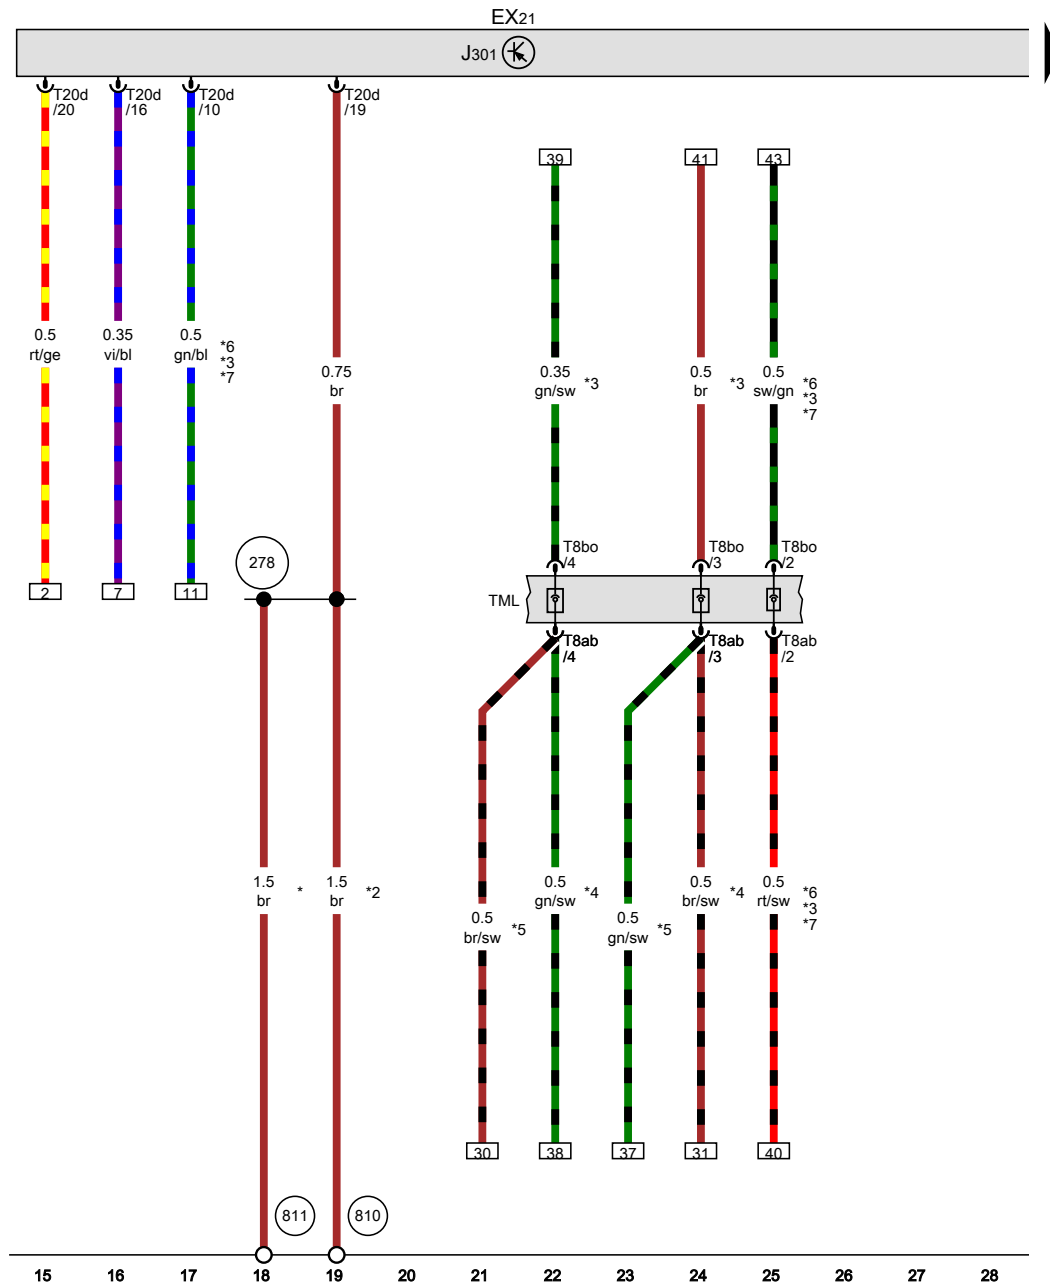 EX21
J301
T20d
/20
T20d
/16
T20d
/10
T20d
/19
39
41
43
0.5
rt/ge
0.35
vi/bl
0.5
gn/bl
*6
*3
*7
0.75
br
0.35
gn/sw
*3
0.5
br
*3
0.5
sw/gn
*6
*3
*7
278
T8bo
/4
T8bo
/3
T8bo
/2
2
7
11
TML
T8ab
/4
T8ab
/3
T8ab
/2
1.5
br
*
1.5
br
*2
0.5
br/sw
*5
0.5
gn/sw
*4
0.5
gn/sw
*5
0.5
br/sw
*4
0.5
rt/sw
*6
*3
*7
30
38
37
31
40
811
810
15 16 17 18 19 20 21 22 23 24 25 26 27 28